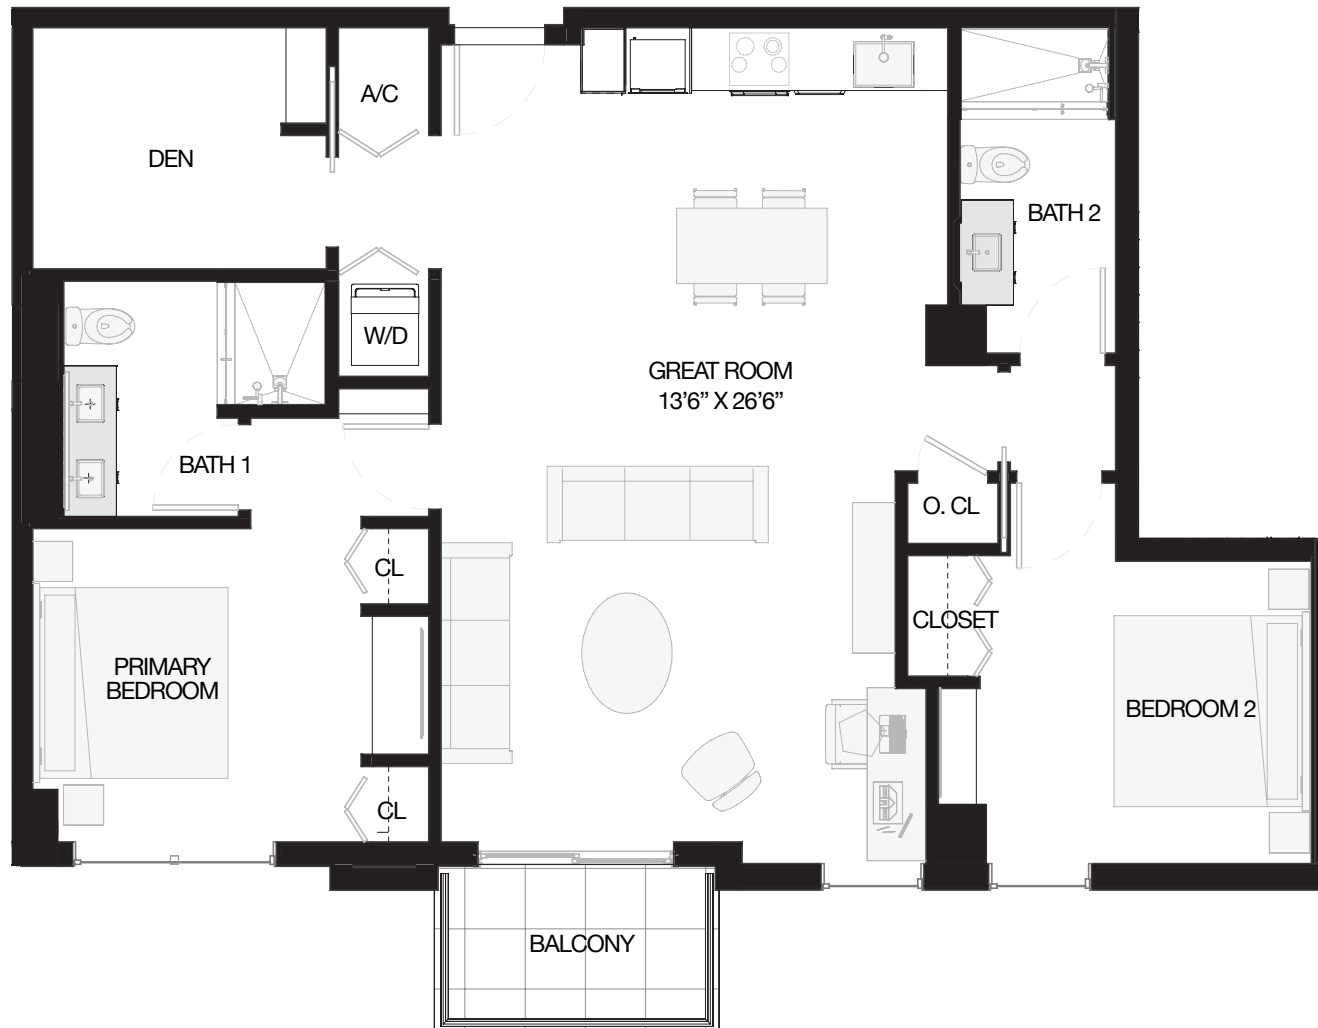 A/C
DEN
BATH 2
W/D
GREAT ROOM
13'6” X 26'6”
BATH 1
O. CL
CL
CLOSET
PRIMARY
BEDROOM
BEDROOM 2
CL
BALCONY